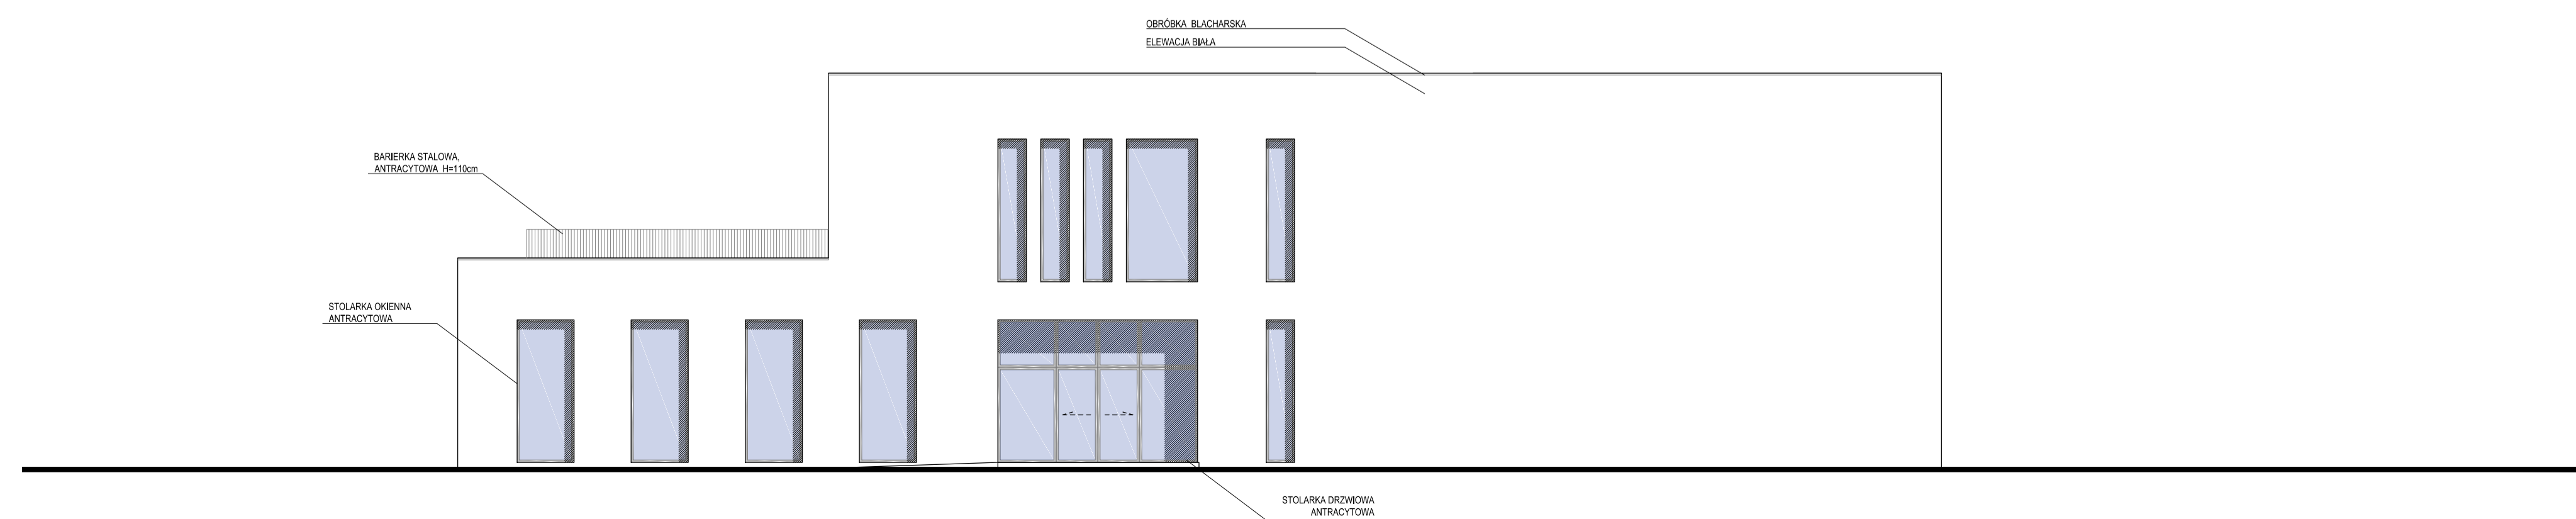 OBRÓBKA BLACHARSKA
ELEWACJA BIAŁA
BARIERKA STALOWA,
ANTRACYTOWA H=110cm
STOLARKA OKIENNA
ANTRACYTOWA
STOLARKA DRZWIOWA
ANTRACYTOWA